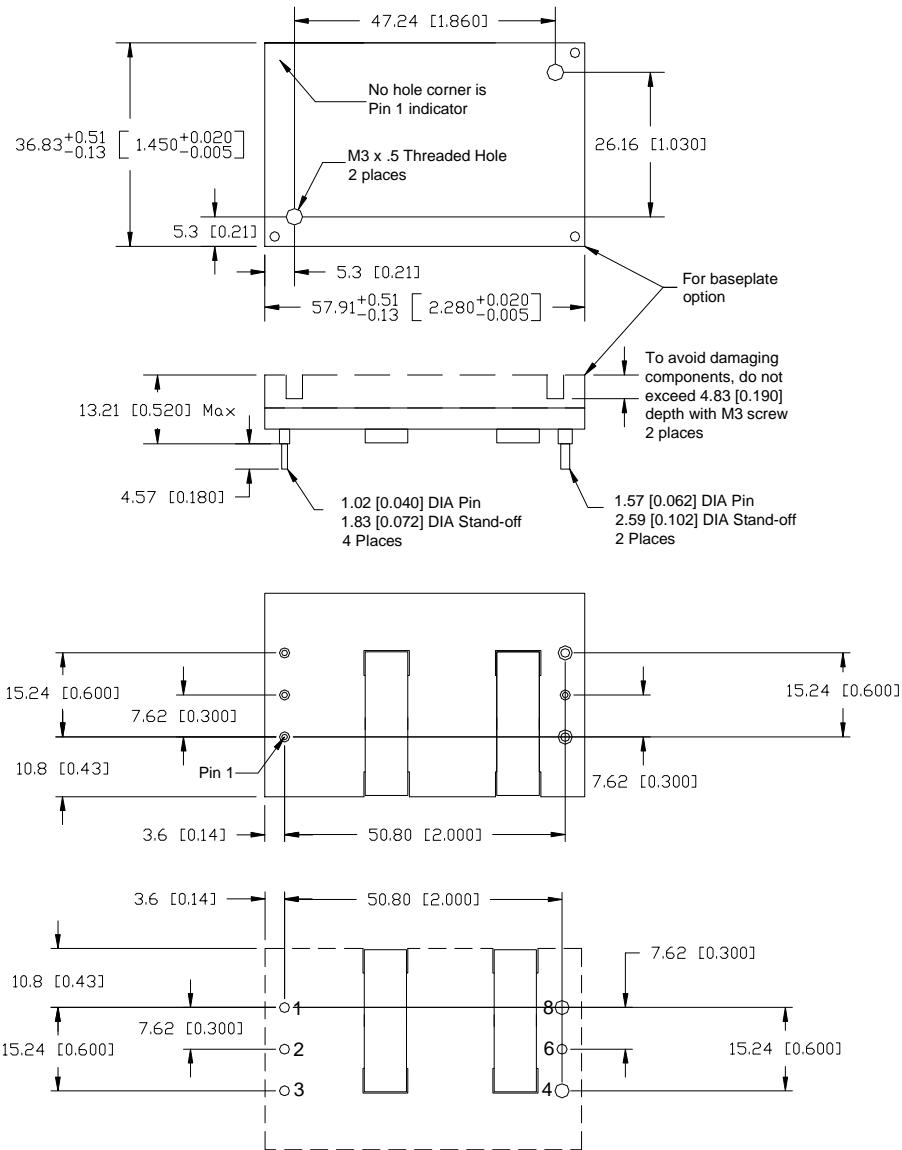 47.24 [1.860]
No hole corner is
Pin 1 indicator
36.83+0.51-0.13 [ 1.450+0.020-0.005 ]
26.16 [1.030]
M3 x .5 Threaded Hole
2 places
5.3 [0.21]
5.3 [0.21]
For baseplate
option
57.91+0.51-0.13 [ 2.280+0.020-0.005 ]
To avoid damaging
components, do not
exceed 4.83 [0.190]
depth with M3 screw
2 places
13.21 [0.520] Max
4.57 [0.180]
1.02 [0.040] DIA Pin
1.83 [0.072] DIA Stand-off
4 Places
1.57 [0.062] DIA Pin
2.59 [0.102] DIA Stand-off
2 Places
15.24 [0.600]
15.24 [0.600]
7.62 [0.300]
10.8 [0.43]
Pin 1
7.62 [0.300]
3.6 [0.14]
50.80 [2.000]
3.6 [0.14]
50.80 [2.000]
7.62 [0.300]
10.8 [0.43]
1
8
7.62 [0.300]
15.24 [0.600]
2
6
15.24 [0.600]
3
4